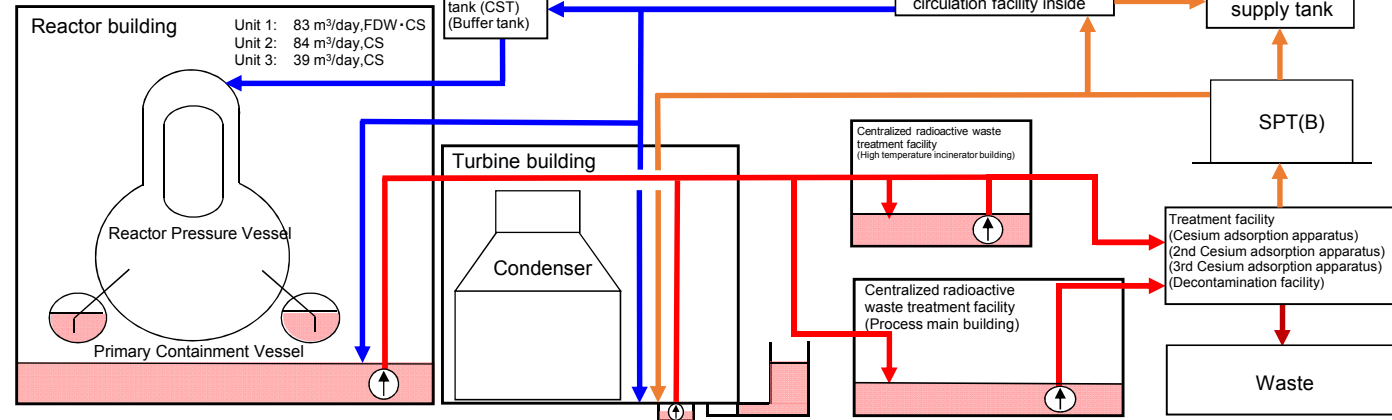 tank (CST)
(Buffer tank)
circulation facility inside
supply tank
Reactor building
Unit 1: 83 m³/day,FDW・CS
Unit 2: 84 m³/day,CS
Unit 3: 39 m³/day,CS
SPT(B)
Centralized radioactive waste
treatment facility
(High temperature incinerator building)
Turbine building
Reactor Pressure Vessel
Condenser
Treatment facility
(Cesium adsorption apparatus)
(2nd Cesium adsorption apparatus)
(3rd Cesium adsorption apparatus)
(Decontamination facility)
Centralized radioactive
waste treatment facility
(Process main building)
Primary Containment Vessel
Waste